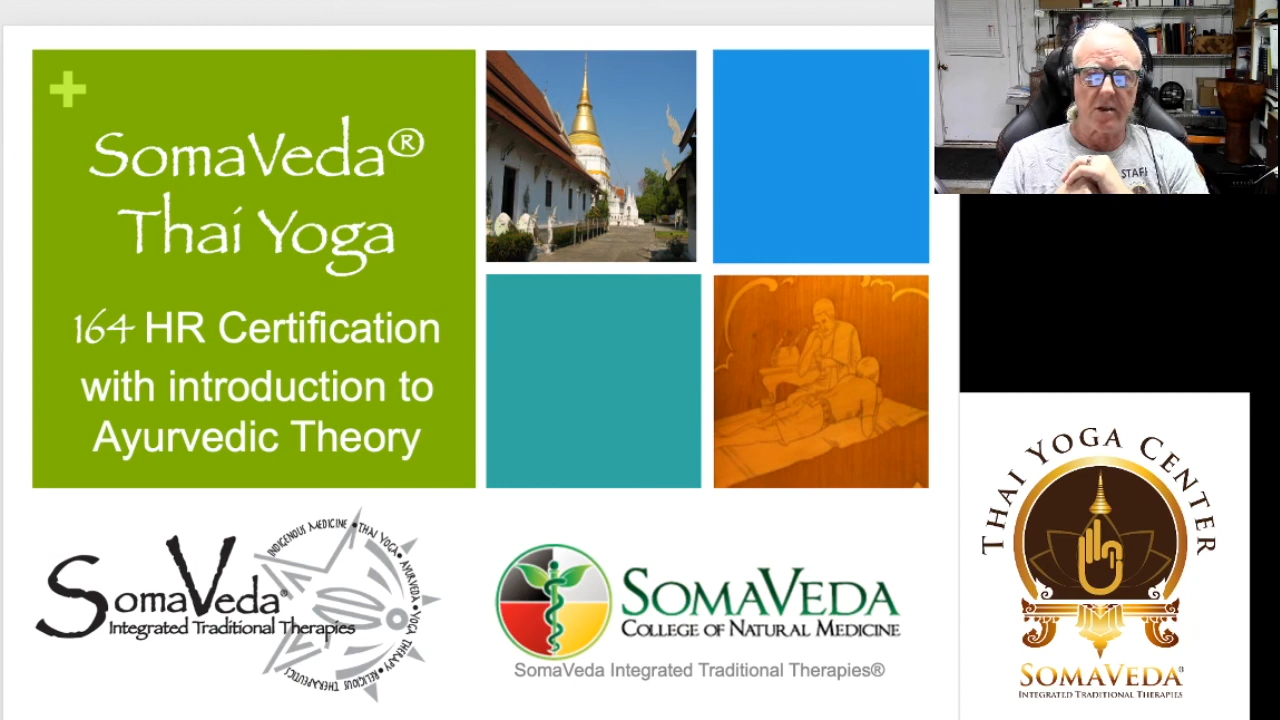 SomaVeda®
Thai Yoga
164 HR Certification
with introduction to
Ayurvedic Theory
STAFF
SomaVeda®
Integrated Traditional Therapies
INDIGENOUS MEDICINE • THAI YOGA • AYURVEDA • YOGA THERAPY • RELIGIOUS THERAPEUTICS
SOMAVEDA
COLLEGE OF NATURAL MEDICINE
SomaVeda Integrated Traditional Therapies®
THAI YOGA CENTER
SOMAVEDA®
INTEGRATED TRADITIONAL THERAPIES